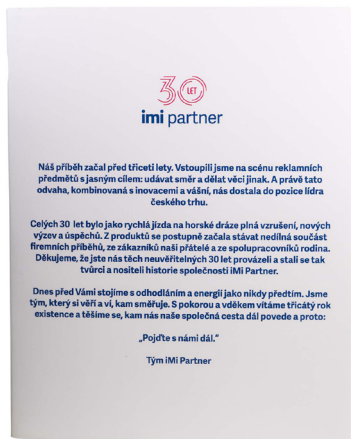 30 LET
imi partner
Náš příběh začal před třiceti lety. Vstoupili jsme na scénu reklamních
předmětů s jasným cílem: udávat směr a dělat věci jinak. A právě tato
odvaha, kombinovaná s inovacemi a vášní, nás dostala do pozice lídra
českého trhu.
Celých 30 let bylo jako rychlá jízda na horské dráze plná vzrušení, nových
výzev a úspěchů. Z produktů se postupně začala stávat nedílná součást
firemních příběhů, ze zákazníků naši přátelé a ze spolupracovníků rodina.
Děkujeme, že jste nás těch neuvěřitelných 30 let provázeli a stali se tak
tvůrci a nositeli historie společnosti iMi Partner.
Dnes před Vámi stojíme s odhodláním a energií jako nikdy předtím. Jsme
tým, který si věří a ví, kam směřuje. S pokorou a vděkem vítáme třicátý rok
existence a těšíme se, kam nás naše společná cesta dál povede a proto:
„Pojďte s námi dál.“
Tým iMi Partner